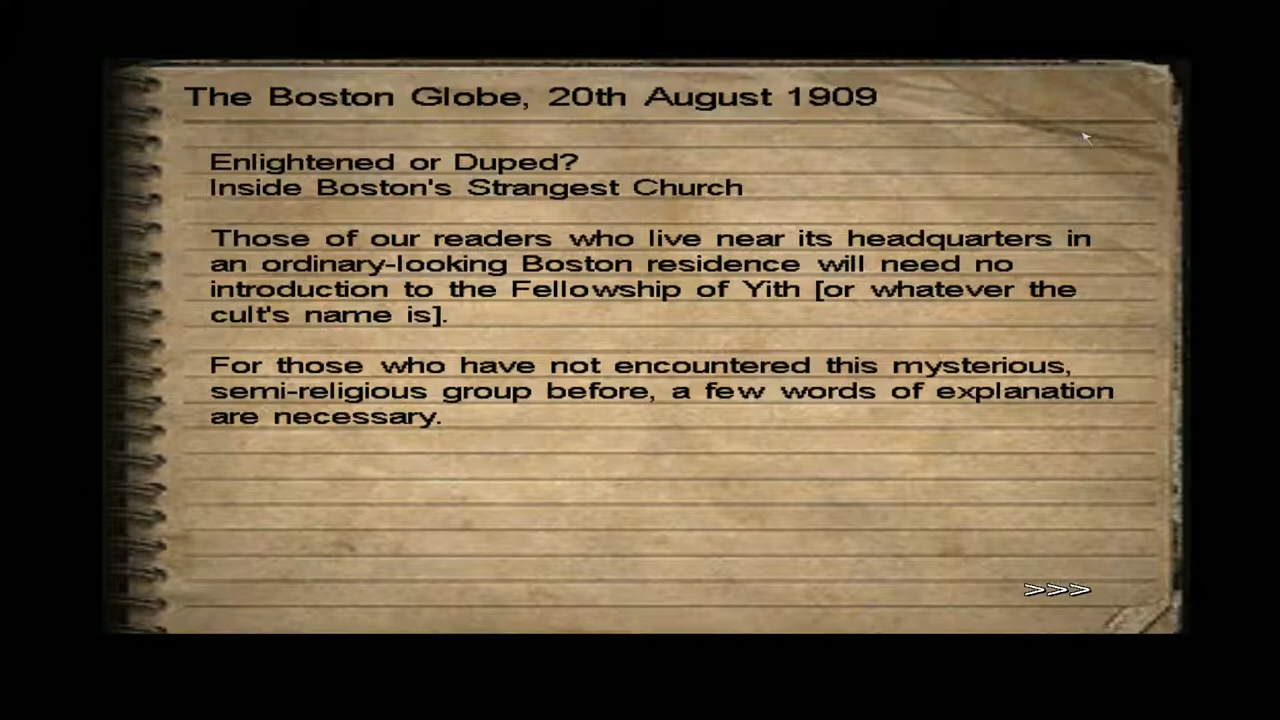 The Boston Globe, 20th August 1909
Enlightened or Duped?
Inside Boston's Strangest Church
Those of our readers who live near its headquarters in
an ordinary-looking Boston residence will need no
introduction to the Fellowship of Yith [or whatever the
cult's name is].
For those who have not encountered this mysterious,
semi-religious group before, a few words of explanation
are necessary.
>>>